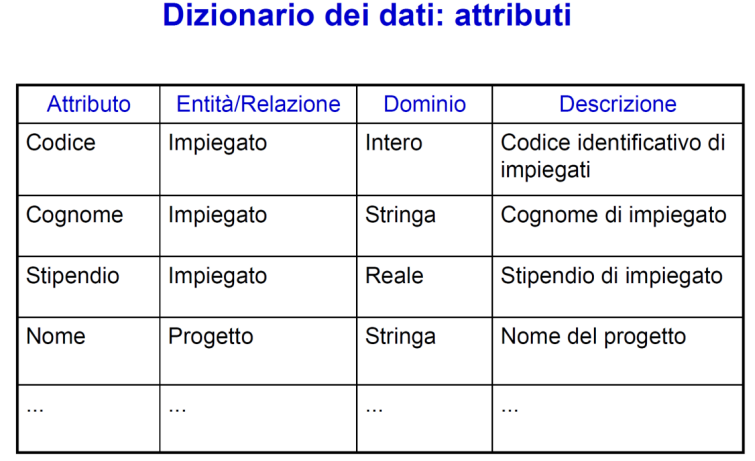 Dizionario dei dati: attributi
Attributo Entità/Relazione Dominio Descrizione
Codice Impiegato Intero Codice identificativo di
impiegati
Cognome Impiegato Stringa Cognome di impiegato
Stipendio Impiegato Reale Stipendio di impiegato
Nome Progetto Stringa Nome del progetto
... ... ... ...